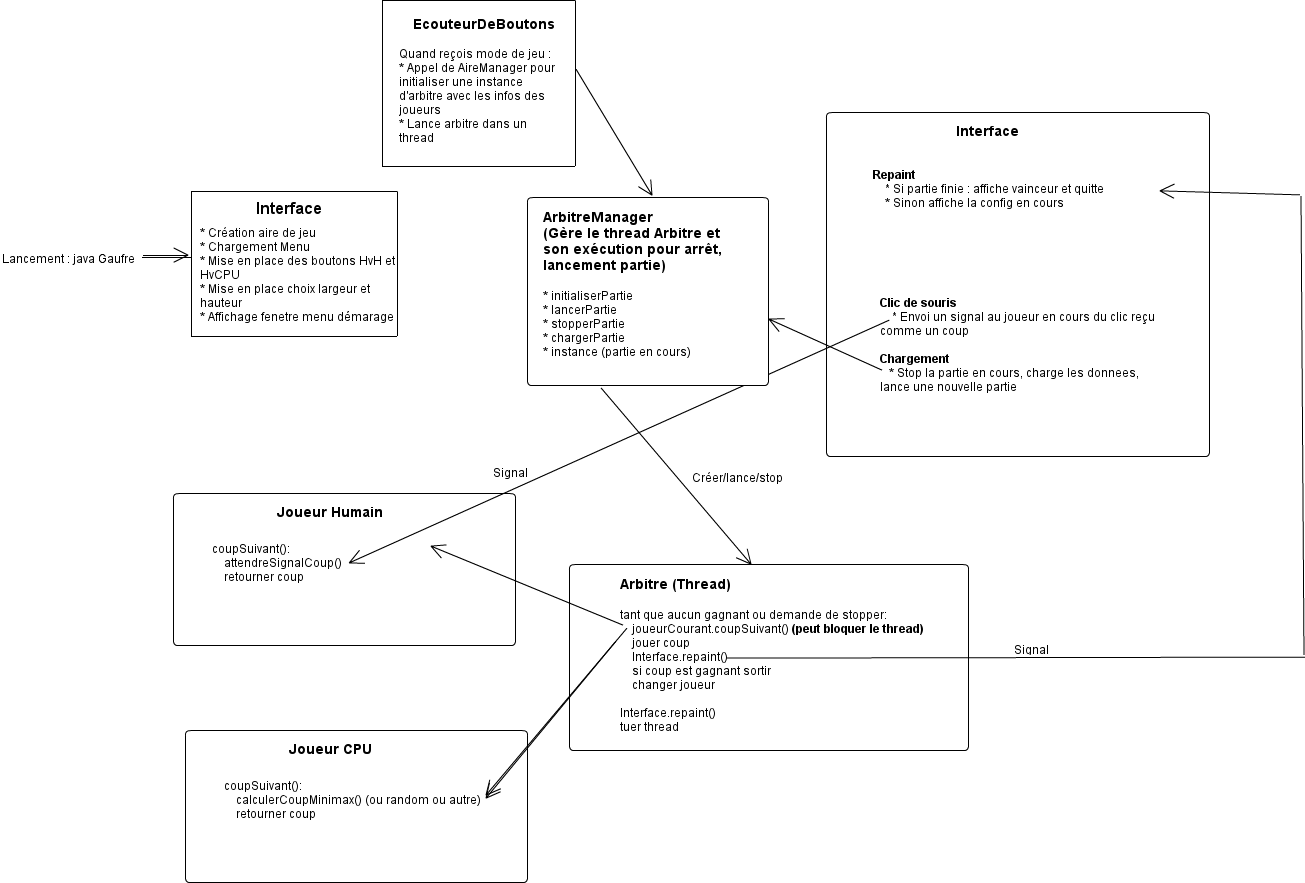 EcouteurDeBoutons
Quand reçois mode de jeu :
* Appel de AireManager pour
initialiser une instance
d'arbitre avec les infos des
joueurs
* Lance arbitre dans un
thread
Lancement : java Gaufre
Interface
* Création aire de jeu
* Chargement Menu
* Mise en place des boutons HvH et
HvCPU
* Mise en place choix largeur et
hauteur
* Affichage fenetre menu démarage
ArbitreManager
(Gère le thread Arbitre et
son exécution pour arrêt,
lancement partie)
* initialiserPartie
* lancerPartie
* stopperPartie
* chargerPartie
* instance (partie en cours)
Interface
Repaint
* Si partie finie : affiche vainceur et quitte
* Sinon affiche la config en cours
Clic de souris
* Envoi un signal au joueur en cours du clic reçu
comme un coup
Chargement
* Stop la partie en cours, charge les donnees,
lance une nouvelle partie
Signal
Créer/lance/stop
Joueur Humain
coupSuivant():
attendreSignalCoup()
retourner coup
Arbitre (Thread)
tant que aucun gagnant ou demande de stopper:
joueurCourant.coupSuivant() (peut bloquer le thread)
jouer coup
Interface.repaint()
si coup est gagnant sortir
changer joueur
Interface.repaint()
tuer thread
Signal
Joueur CPU
coupSuivant():
calculerCoupMinimax() (ou random ou autre)
retourner coup